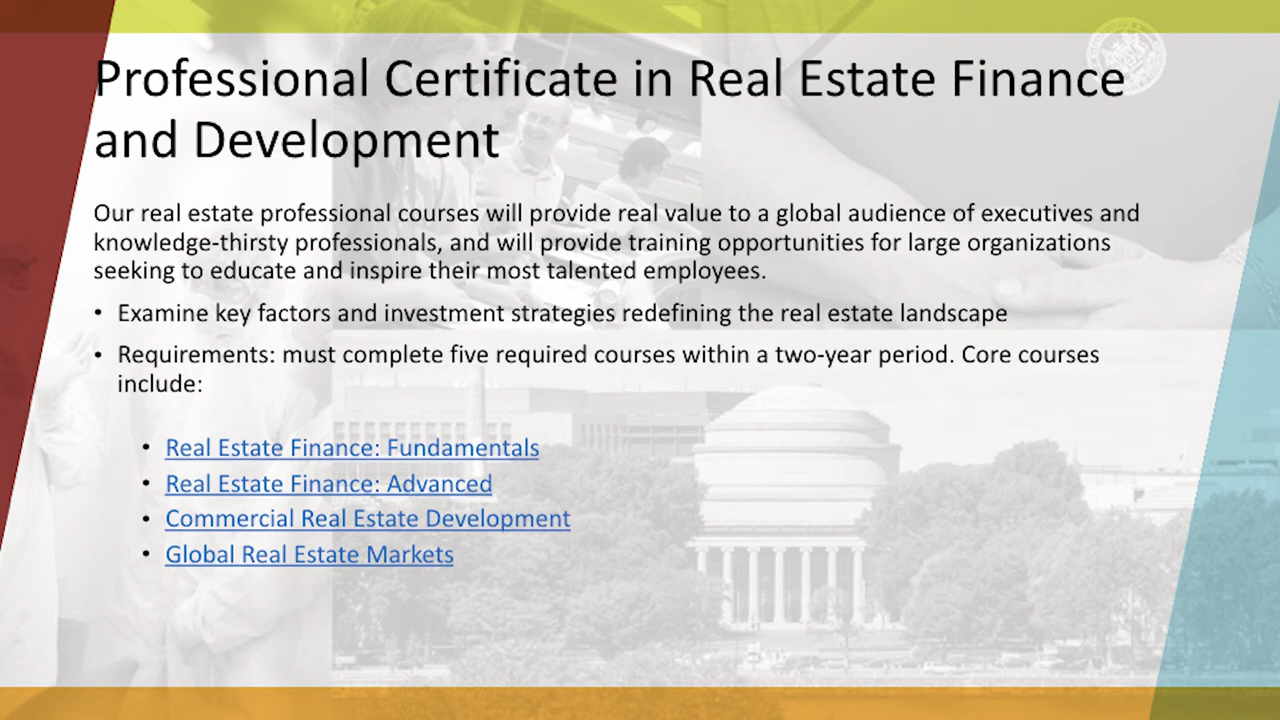 Professional Certificate in Real Estate Finance
and Development
Our real estate professional courses will provide real value to a global audience of executives and
knowledge-thirsty professionals, and will provide training opportunities for large organizations
seeking to educate and inspire their most talented employees.
• Examine key factors and investment strategies redefining the real estate landscape
• Requirements: must complete five required courses within a two-year period. Core courses
include:
• Real Estate Finance: Fundamentals
• Real Estate Finance: Advanced
• Commercial Real Estate Development
• Global Real Estate Markets